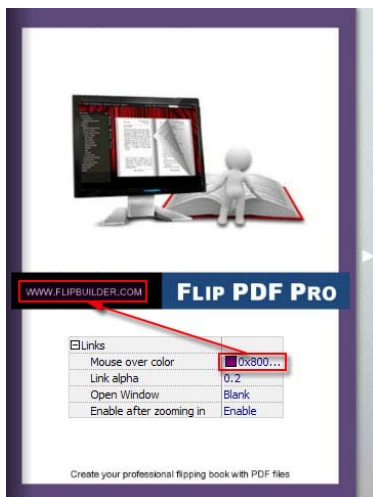 WWW.FLIPBUILDER.COM
FLIP PDF PRO
Links
Mouse over color 0x800...
Link alpha 0.2
Open Window Blank
Enable after zooming in Enable
Create your professional flipping book with PDF files